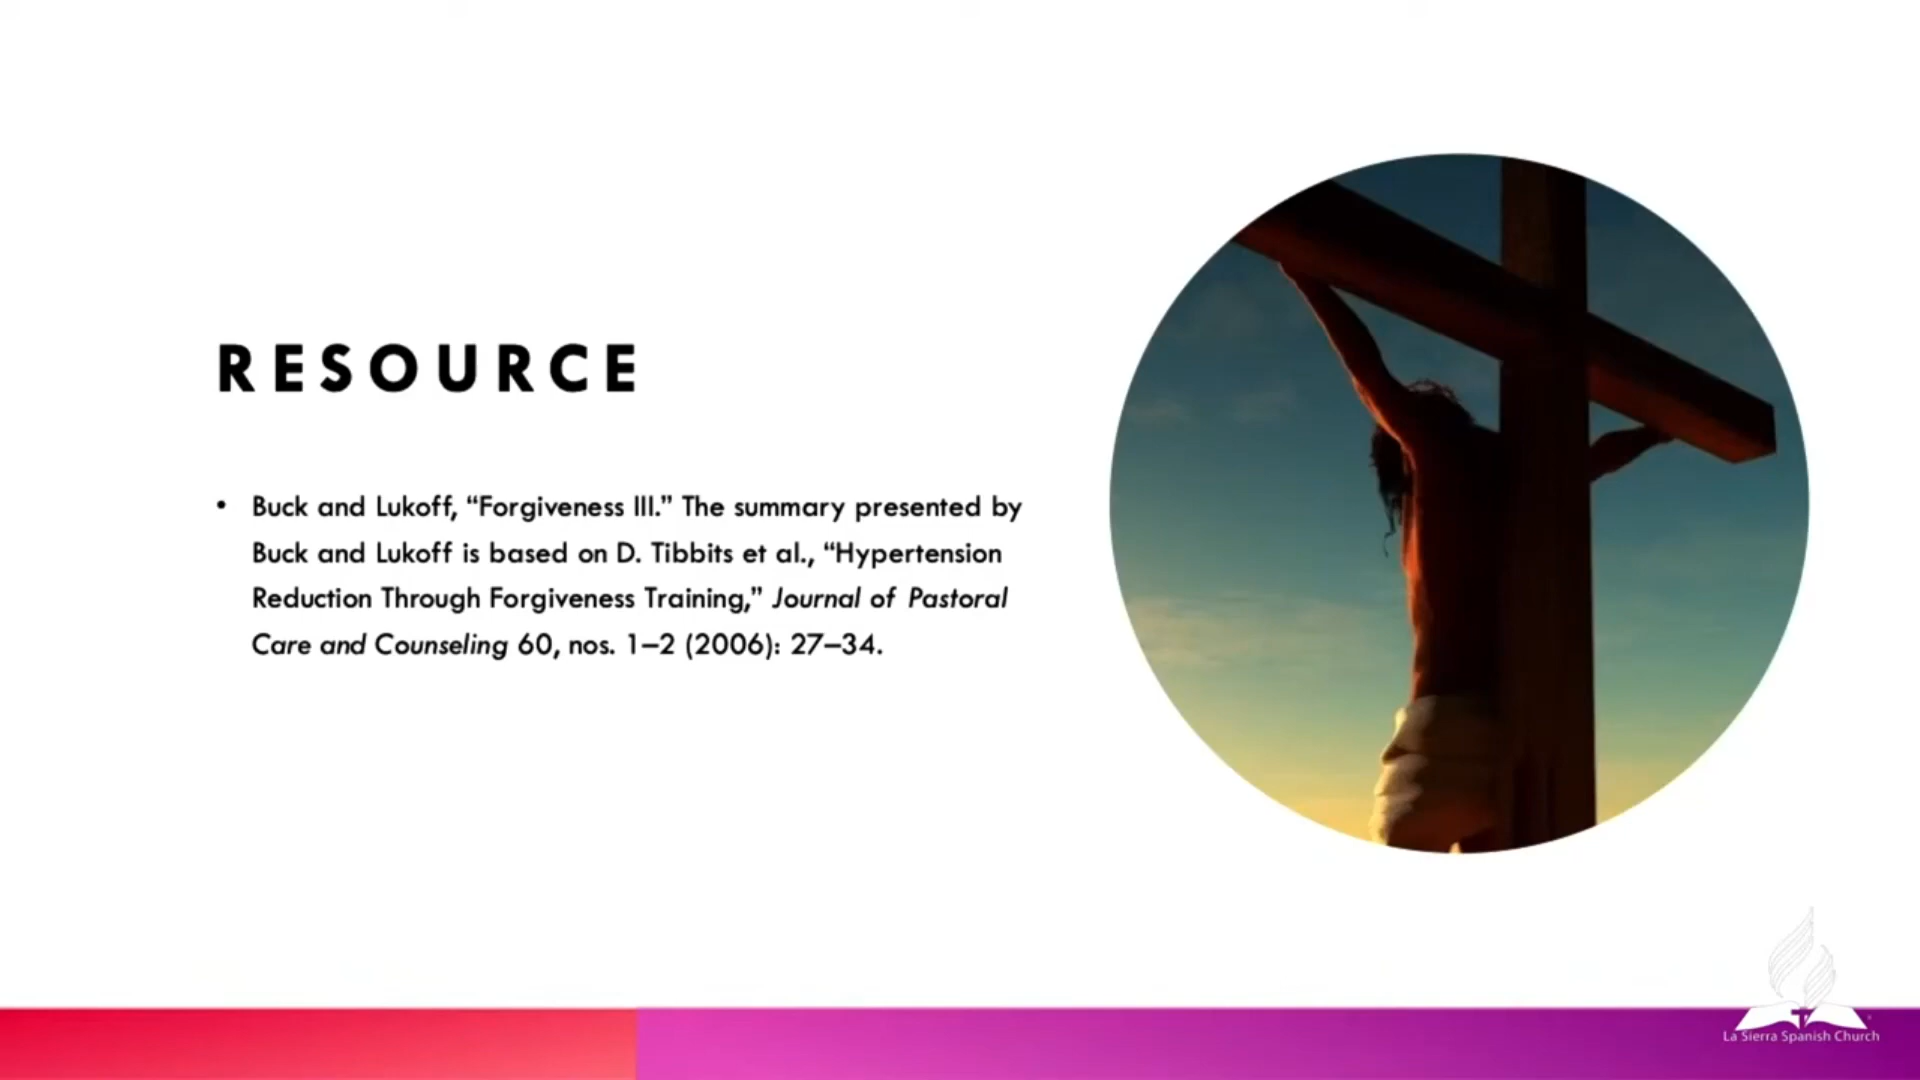 RESOURCE
• Buck and Lukoff, “Forgiveness III.” The summary presented by
Buck and Lukoff is based on D. Tibbits et al., “Hypertension
Reduction Through Forgiveness Training,” Journal of Pastoral
Care and Counseling 60, nos. 1–2 (2006): 27–34.
La Sierra Spanish Church